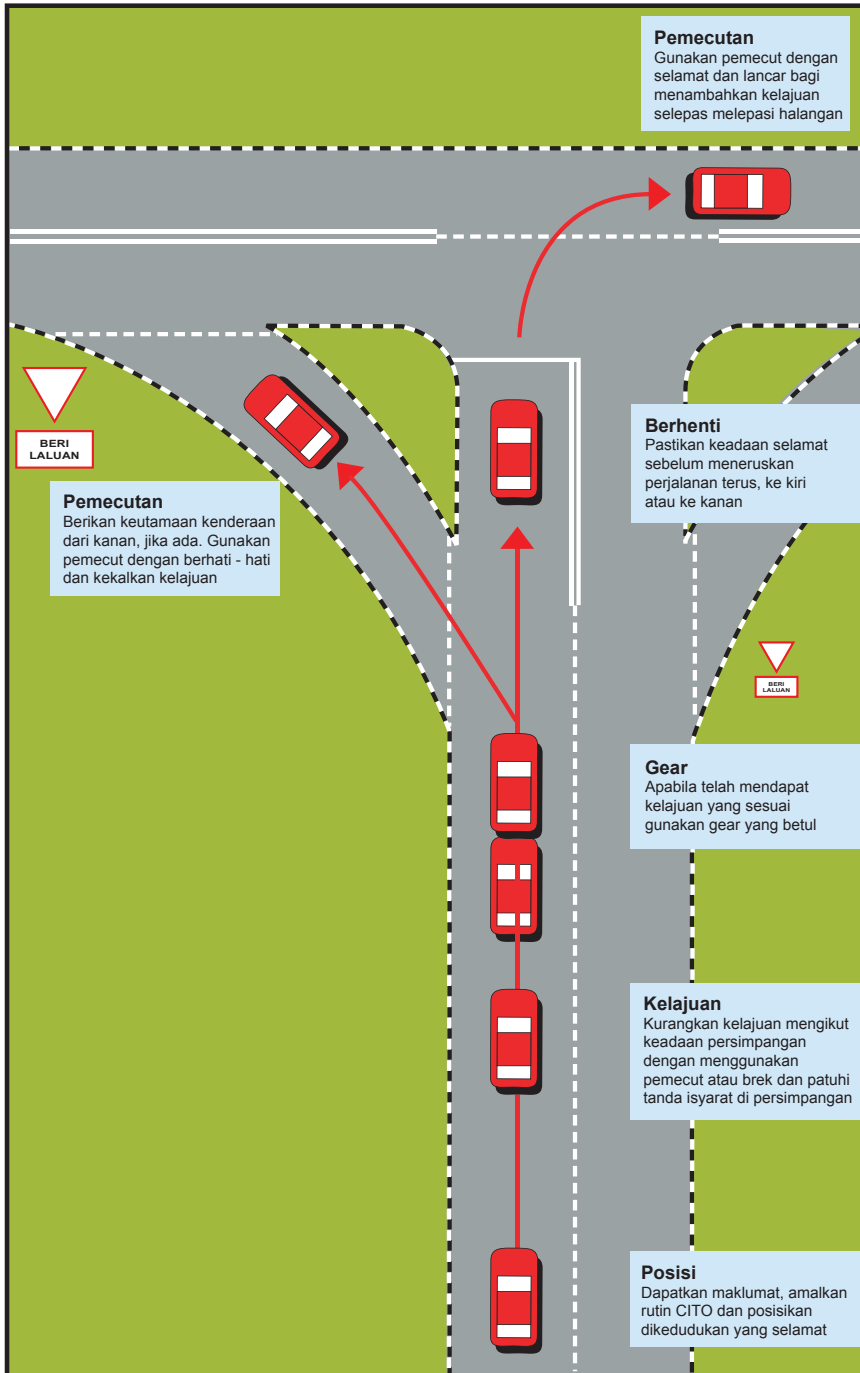 Pemecutan
Gunakan pemecut dengan
selamat dan lancar bagi
menambahkan kelajuan
selepas melepasi halangan
BERI
LALUAN
Pemecutan
Berikan keutamaan kenderaan
dari kanan, jika ada. Gunakan
pemecut dengan berhati - hati
dan kekalkan kelajuan
Berhenti
Pastikan keadaan selamat
sebelum meneruskan
perjalanan terus, ke kiri
atau ke kanan
BERI
LALUAN
Gear
Apabila telah mendapat
kelajuan yang sesuai
gunakan gear yang betul
Kelajuan
Kurangkan kelajuan mengikut
keadaan persimpangan
dengan menggunakan
pemecut atau brek dan patuhi
tanda isyarat di persimpangan
Posisi
Dapatkan maklumat, amalkan
rutin CITO dan posisikan
dikedudukan yang selamat